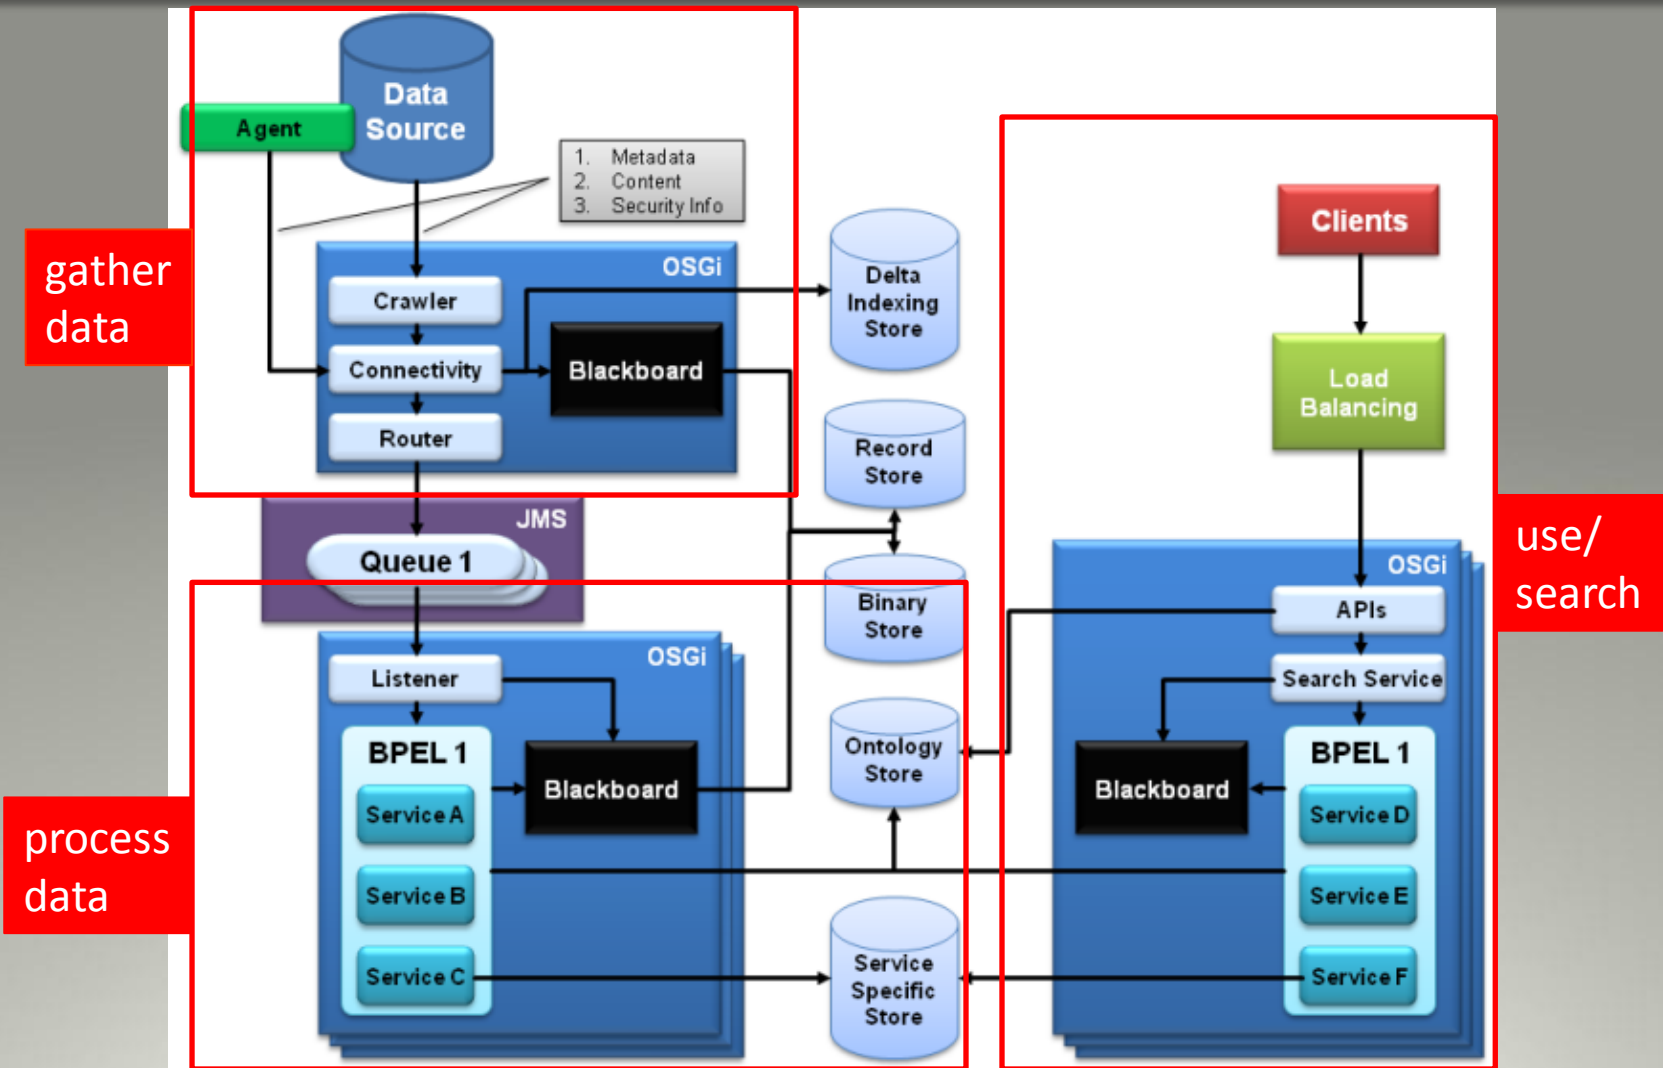 Data
Source
Agent
1. Metadata
2. Content
3. Security Info
gather
data
OSGi
Crawler
Connectivity
Router
Blackboard
Delta
Indexing
Store
Record
Store
Binary
Store
JMS
Queue 1
process
data
OSGi
Listener
BPEL 1
Service A
Service B
Service C
Blackboard
Ontology
Store
Service
Specific
Store
Clients
Load
Balancing
use/
search
OSGi
APIs
Search Service
BPEL 1
Service D
Service E
Service F
Blackboard